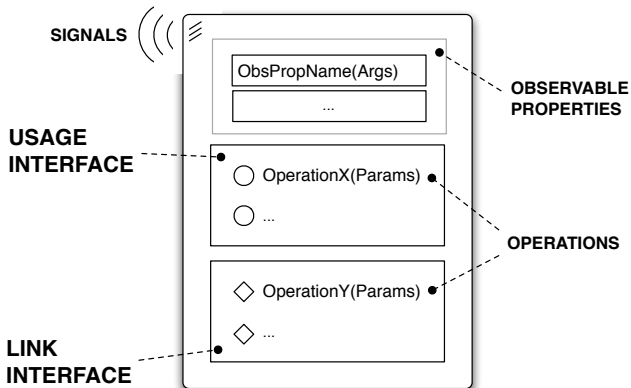 SIGNALS
ObsPropName(Args)
...
OBSERVABLE
PROPERTIES
USAGE
INTERFACE
OperationX(Params)
...
OPERATIONS
OperationY(Params)
...
LINK
INTERFACE